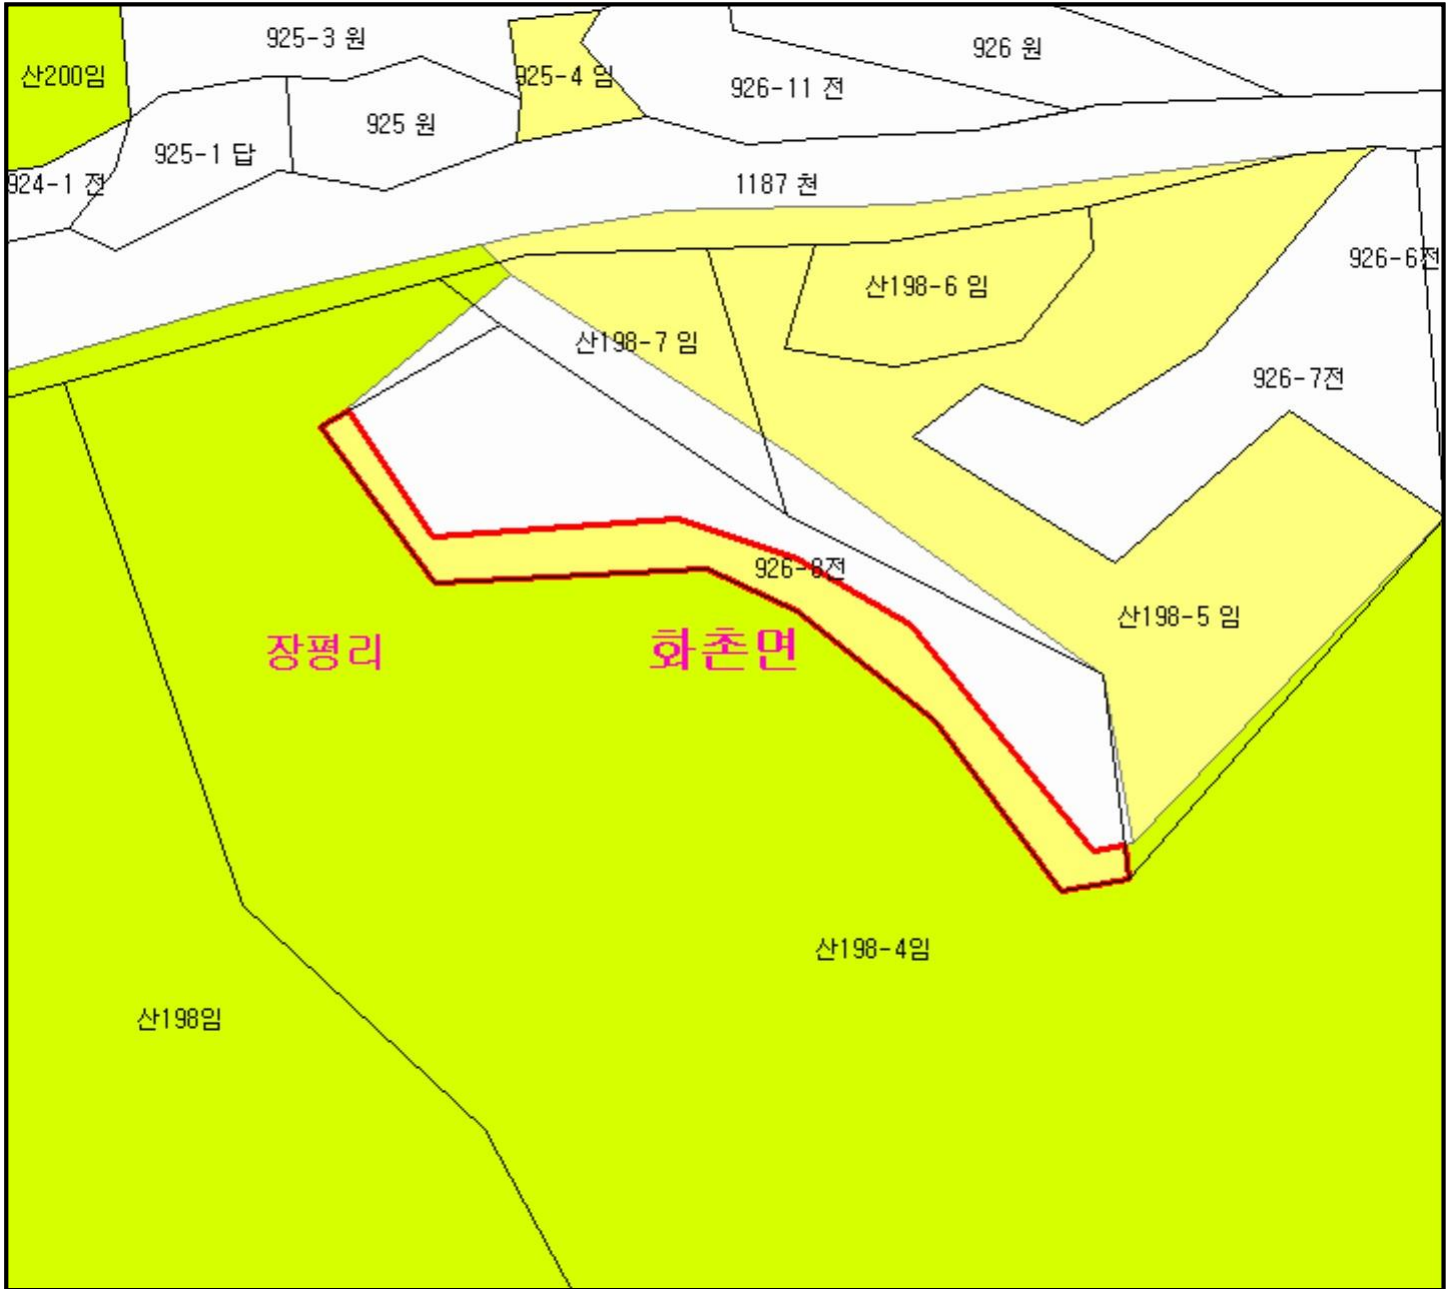 925-3 원
926 원
산200임
925-4 임
926-11 전
925 원
925-1 답
924-1 전
1187 천
926-6전
산198-6 임
산198-7 임
926-7전
926-8전
산198-5 임
장평리
화촌면
산198-4임
산198임